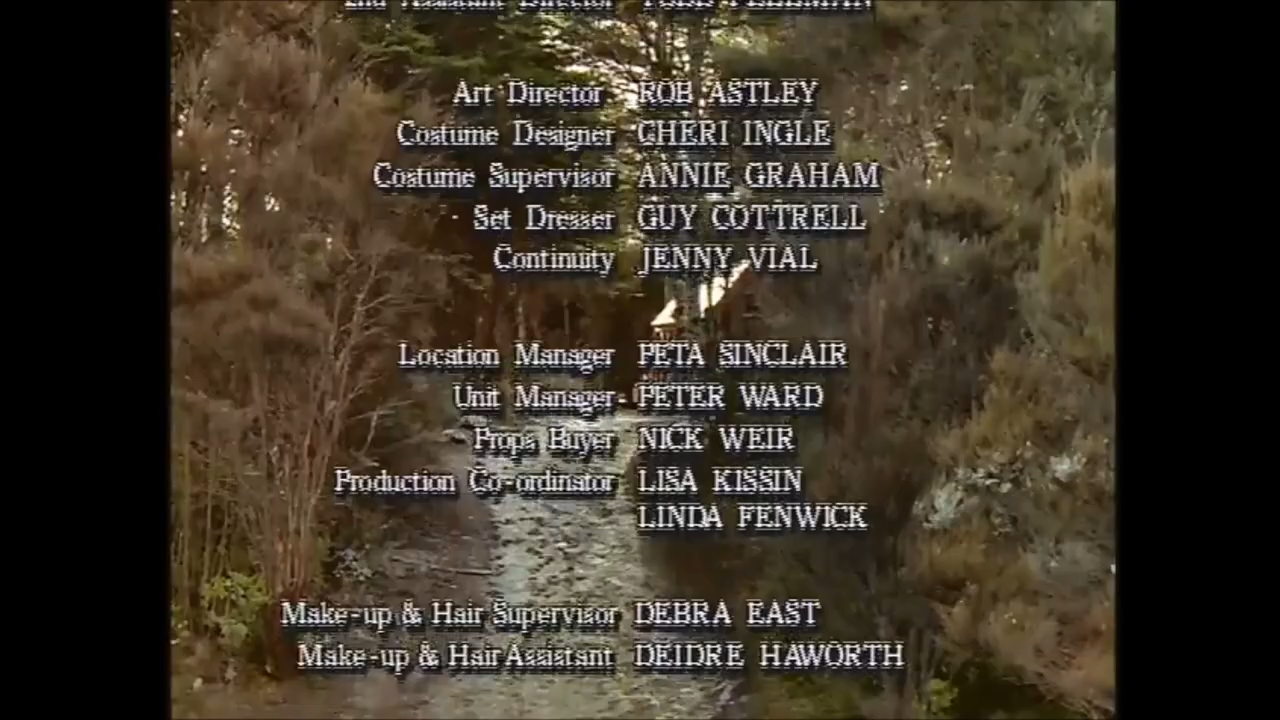 Art Director ROB ASTLEY
Costume Designer CHERI INGLE
Costume Supervisor ANNIE GRAHAM
Set Dresser GUY COTTRELL
Continuity JENNY VIAL
Location Manager PETA SINCLAIR
Unit Manager PETER WARD
Props Buyer NICK WEIR
Production Co-ordinator LISA KISSIN
LINDA FENWICK
Make-up & Hair Supervisor DEBRA EAST
Make-up & Hair Assistant DEIDRE HAWORTH